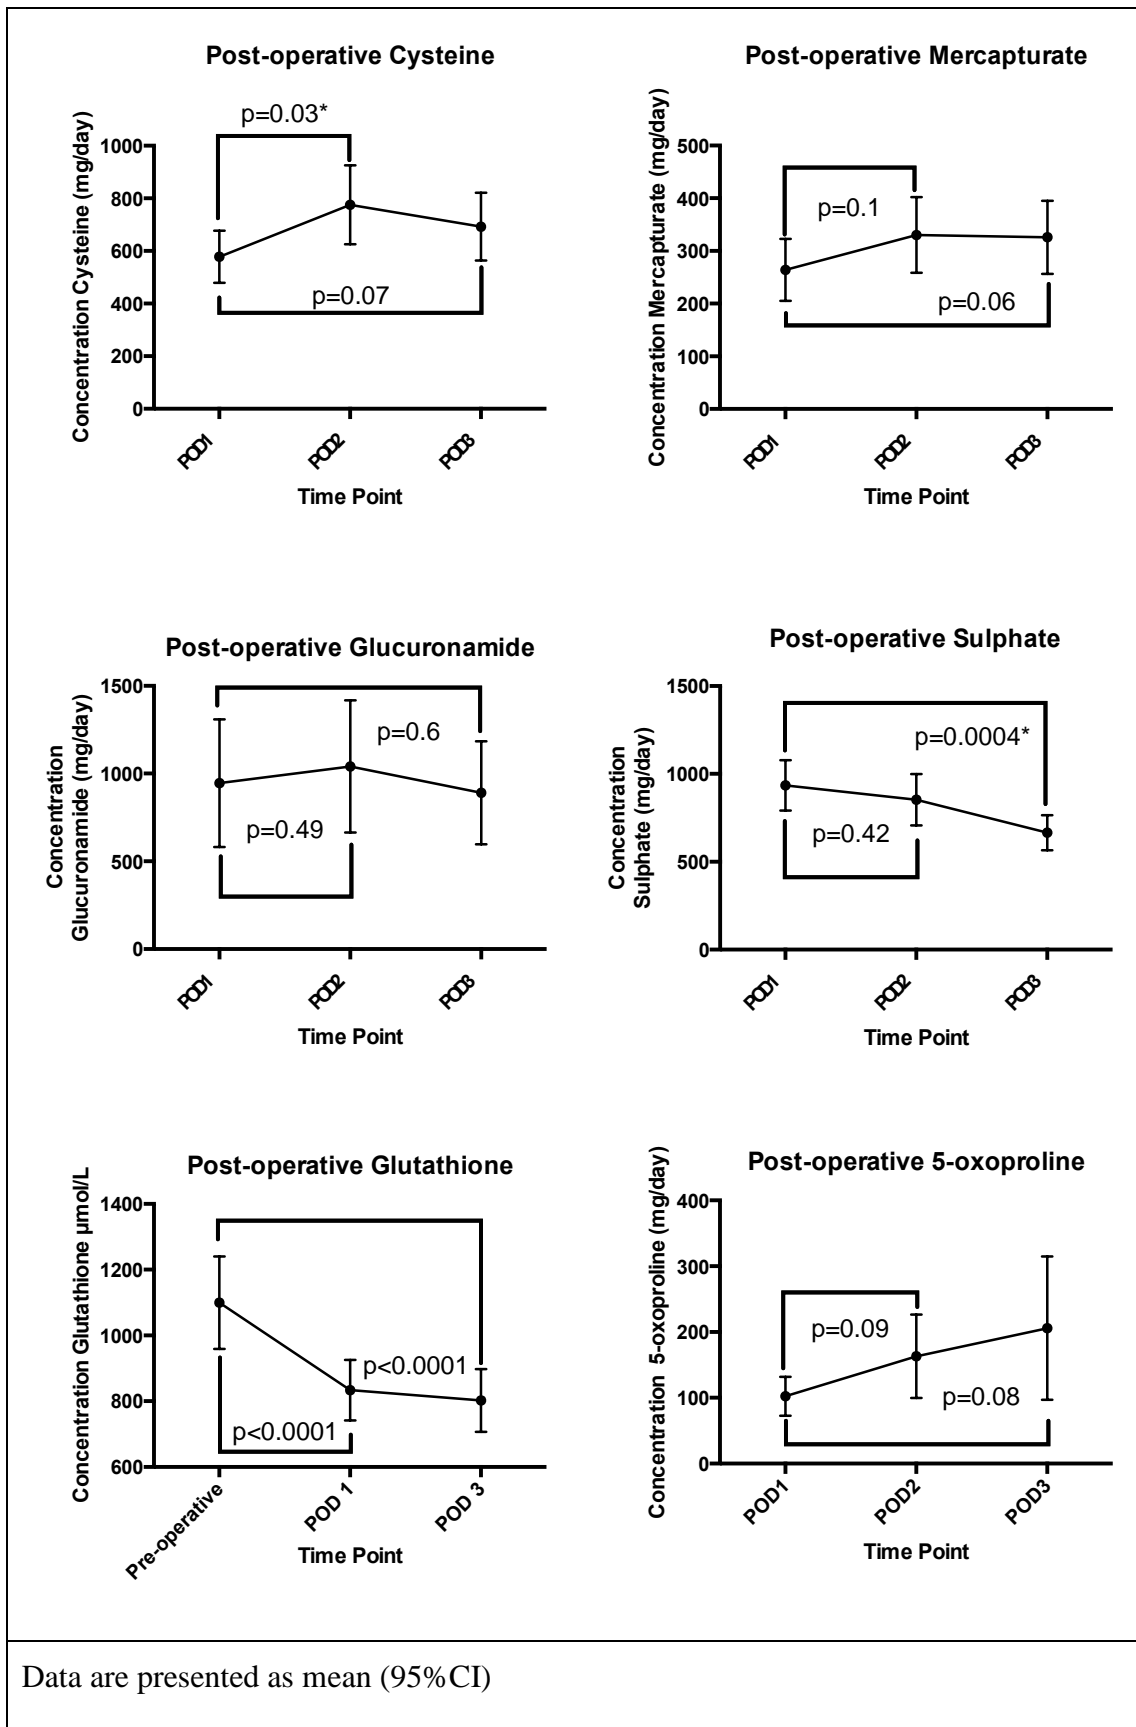 Post-operative Cysteine
p=0.03*
Concentration Cysteine (mg/day)
1000
800
600
400
200
0
p=0.07
POD1
POD2
POD3
Time Point
Post-operative Mercapturate
Concentration Mercapturate (mg/day)
500
400
300
200
100
0
p=0.1
p=0.06
POD1
POD2
POD3
Time Point
Post-operative Glucuronamide
Concentration
Glucuronamide (mg/day)
1500
1000
500
0
p=0.6
p=0.49
POD1
POD2
POD3
Time Point
Post-operative Sulphate
Concentration
Sulphate (mg/day)
1500
1000
500
0
p=0.0004*
p=0.42
POD1
POD2
POD3
Time Point
Post-operative Glutathione
Concentration Glutathione µmol/L
1400
1200
1000
800
600
p<0.0001
p<0.0001
Pre-operative
POD 1
POD 3
Time Point
Post-operative 5-oxoproline
Concentration 5-oxoproline (mg/day)
400
300
200
100
0
p=0.09
p=0.08
POD1
POD2
POD3
Time Point
Data are presented as mean (95%CI)